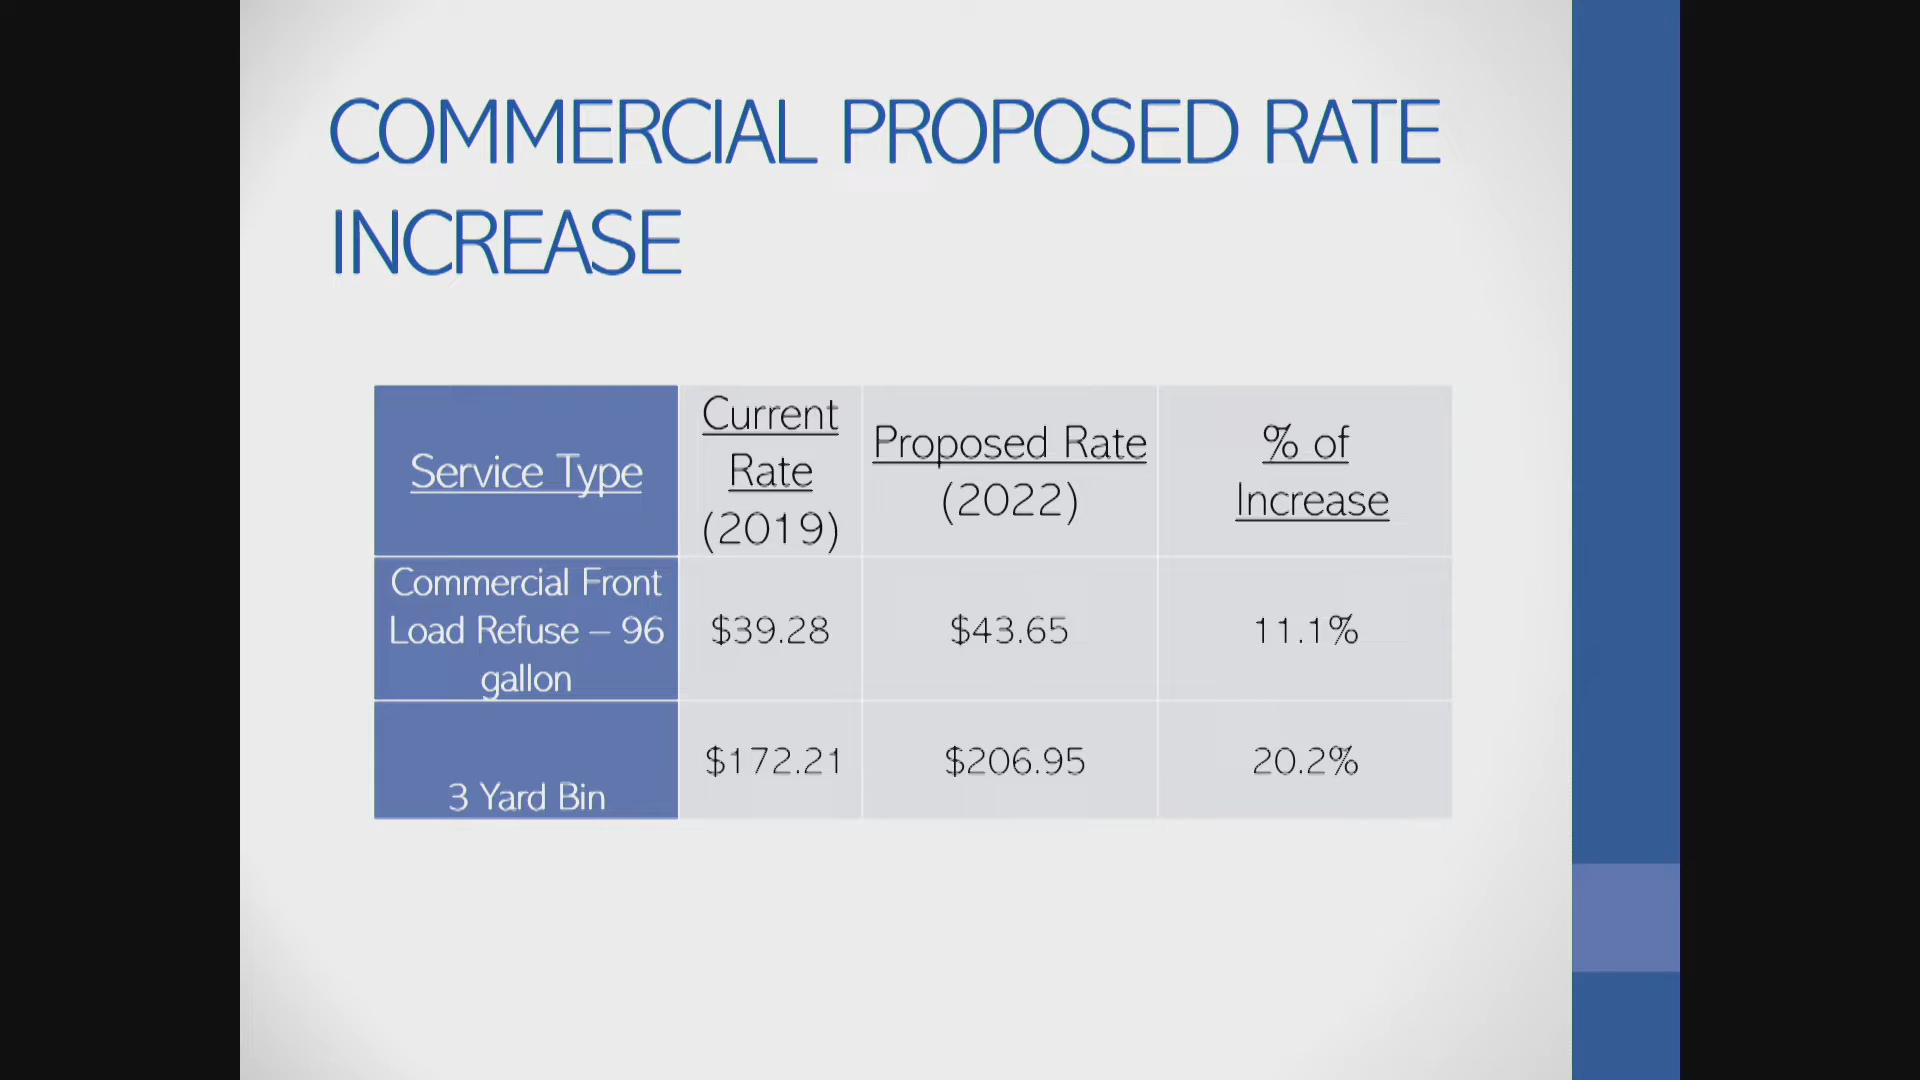 COMMERCIAL PROPOSED RATE
INCREASE
Service Type
Current
Rate
(2019)
Proposed Rate
(2022)
% of
Increase
Commercial Front
Load Refuse – 96
gallon
$39.28
$43.65
11.1%
3 Yard Bin
$172.21
$206.95
20.2%